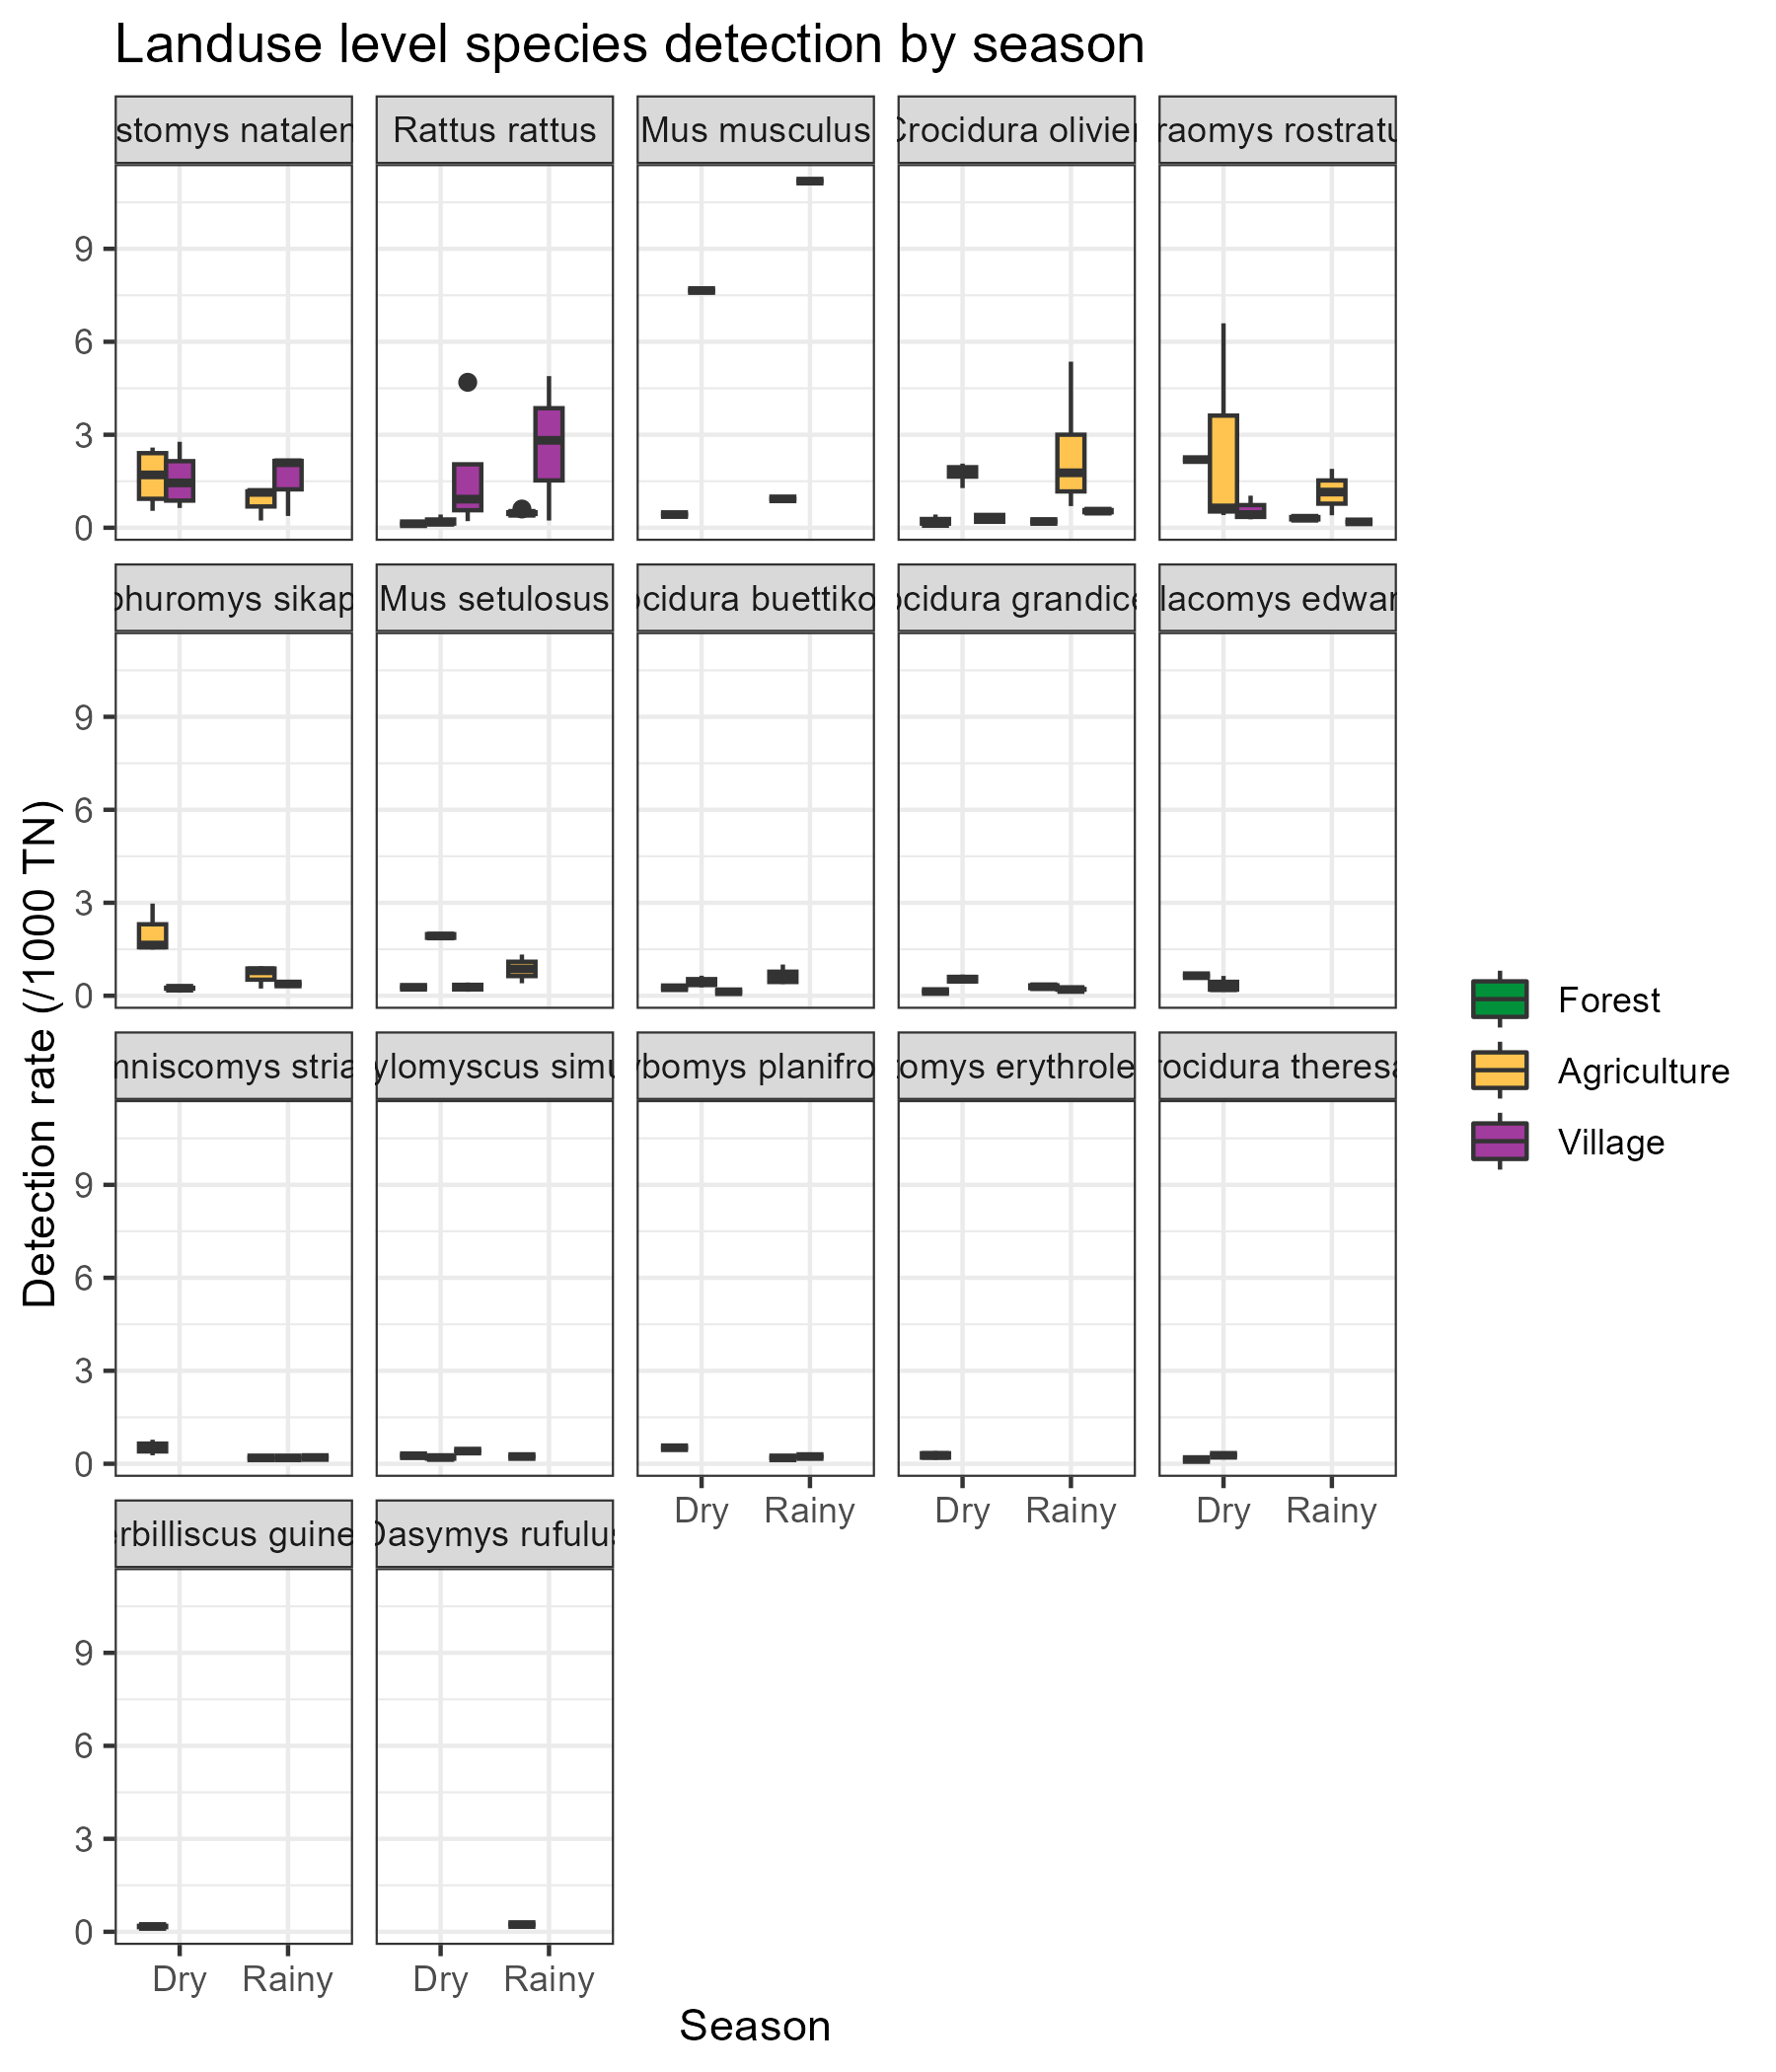 Landuse level species detection by season
stomys natalen
Rattus rattus
Mus musculus
Crocidura olivier
raomys rostratu
9
6
3
0
phuromys sikap
Mus setulosus
ocidura buettiko
ocidura grandice
lacomys edwar
9
6
3
0
mniscomys stria
ylomyscus simu
ybomys planifro
tomys erythrole
rocidura theresa
9
6
3
0
Dry
Rainy
Dry
Rainy
Dry
Rainy
erbilliscus guine
Dasymys rufulus
9
6
3
0
Dry
Rainy
Dry
Rainy
Season
Detection rate (/1000 TN)
Forest
Agriculture
Village